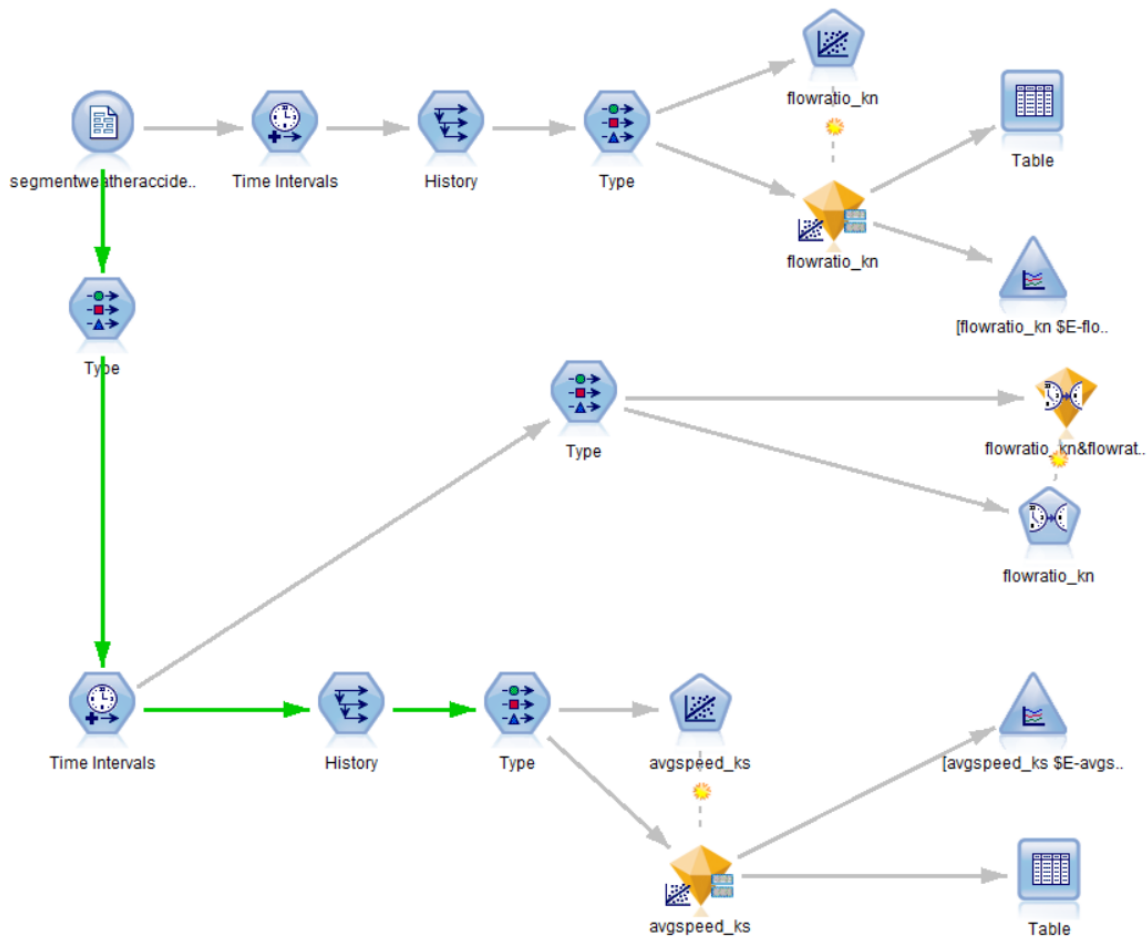 flowratio_kn
Table
segmentweatheraccide..
Time Intervals
History
Type
flowratio_kn
[flowratio_kn $E-flo..
Type
Type
flowratio_kn&flowrat..
flowratio_kn
Time Intervals
History
Type
avgspeed_ks
[avgspeed_ks $E-avgs..
avgspeed_ks
Table